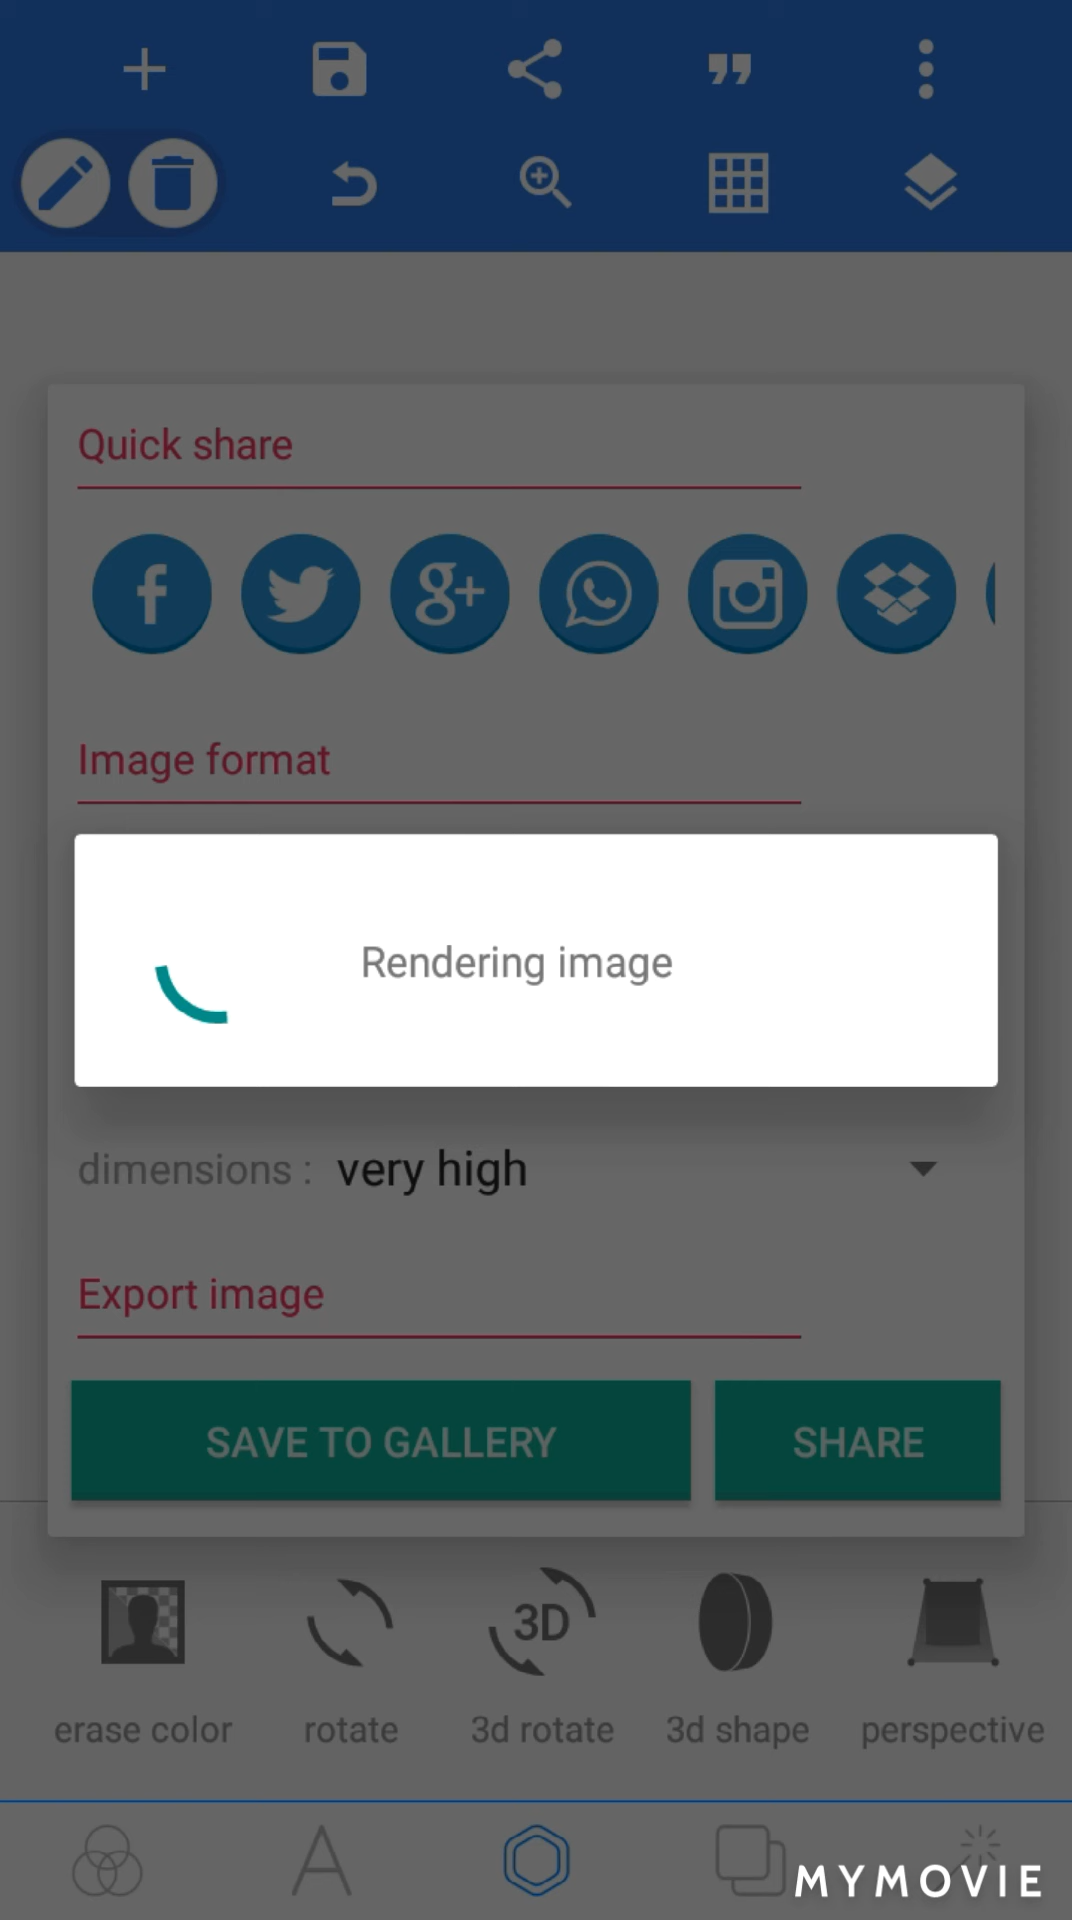 Quick share
f
g+
Image format
Rendering image
dimensions : very high
Export image
SAVE TO GALLERY SHARE
3D
erase color rotate 3d rotate 3d shape perspective
A
MYMOVIE